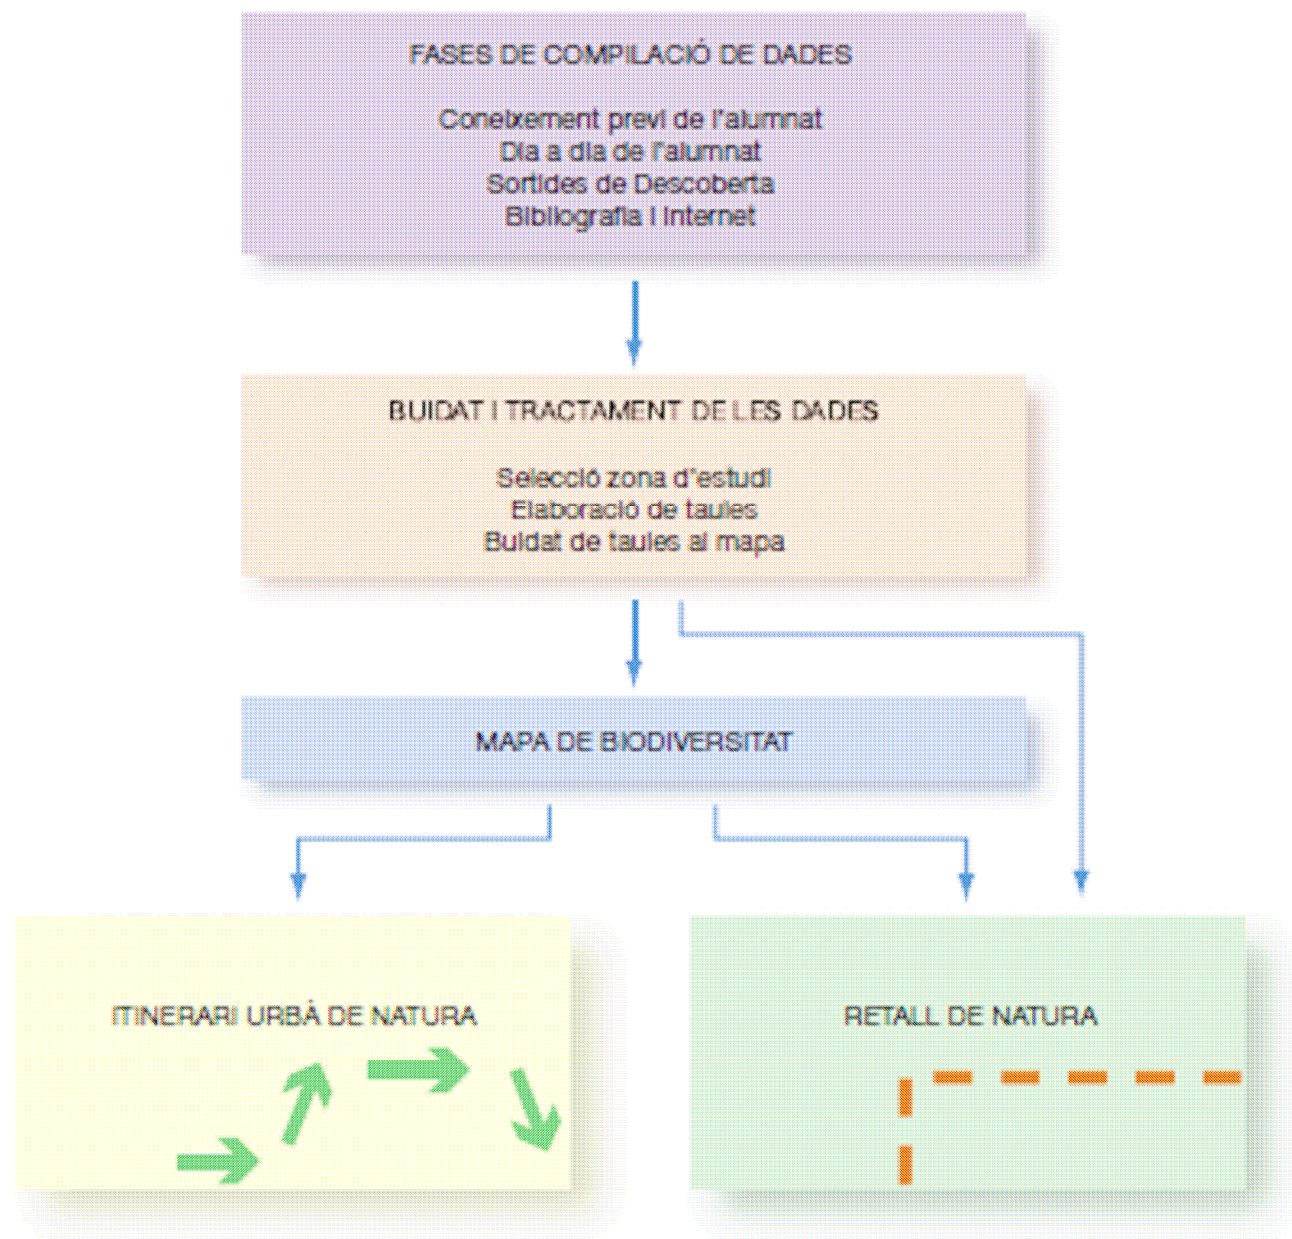 FASES DE COMPILACIÓ DE DADES
Coneixement previ de l'alumnat
Dia a dia de l'alumnat
Sortides de Descoberta
Bibliografia i Internet
BUIDAT I TRACTAMENT DE LES DADES
Selecció zona d'estudi
Elaboració de taules
Buidat de taules al mapa
MAPA DE BIODIVERSITAT
ITINERARI URBÀ DE NATURA
RETALL DE NATURA